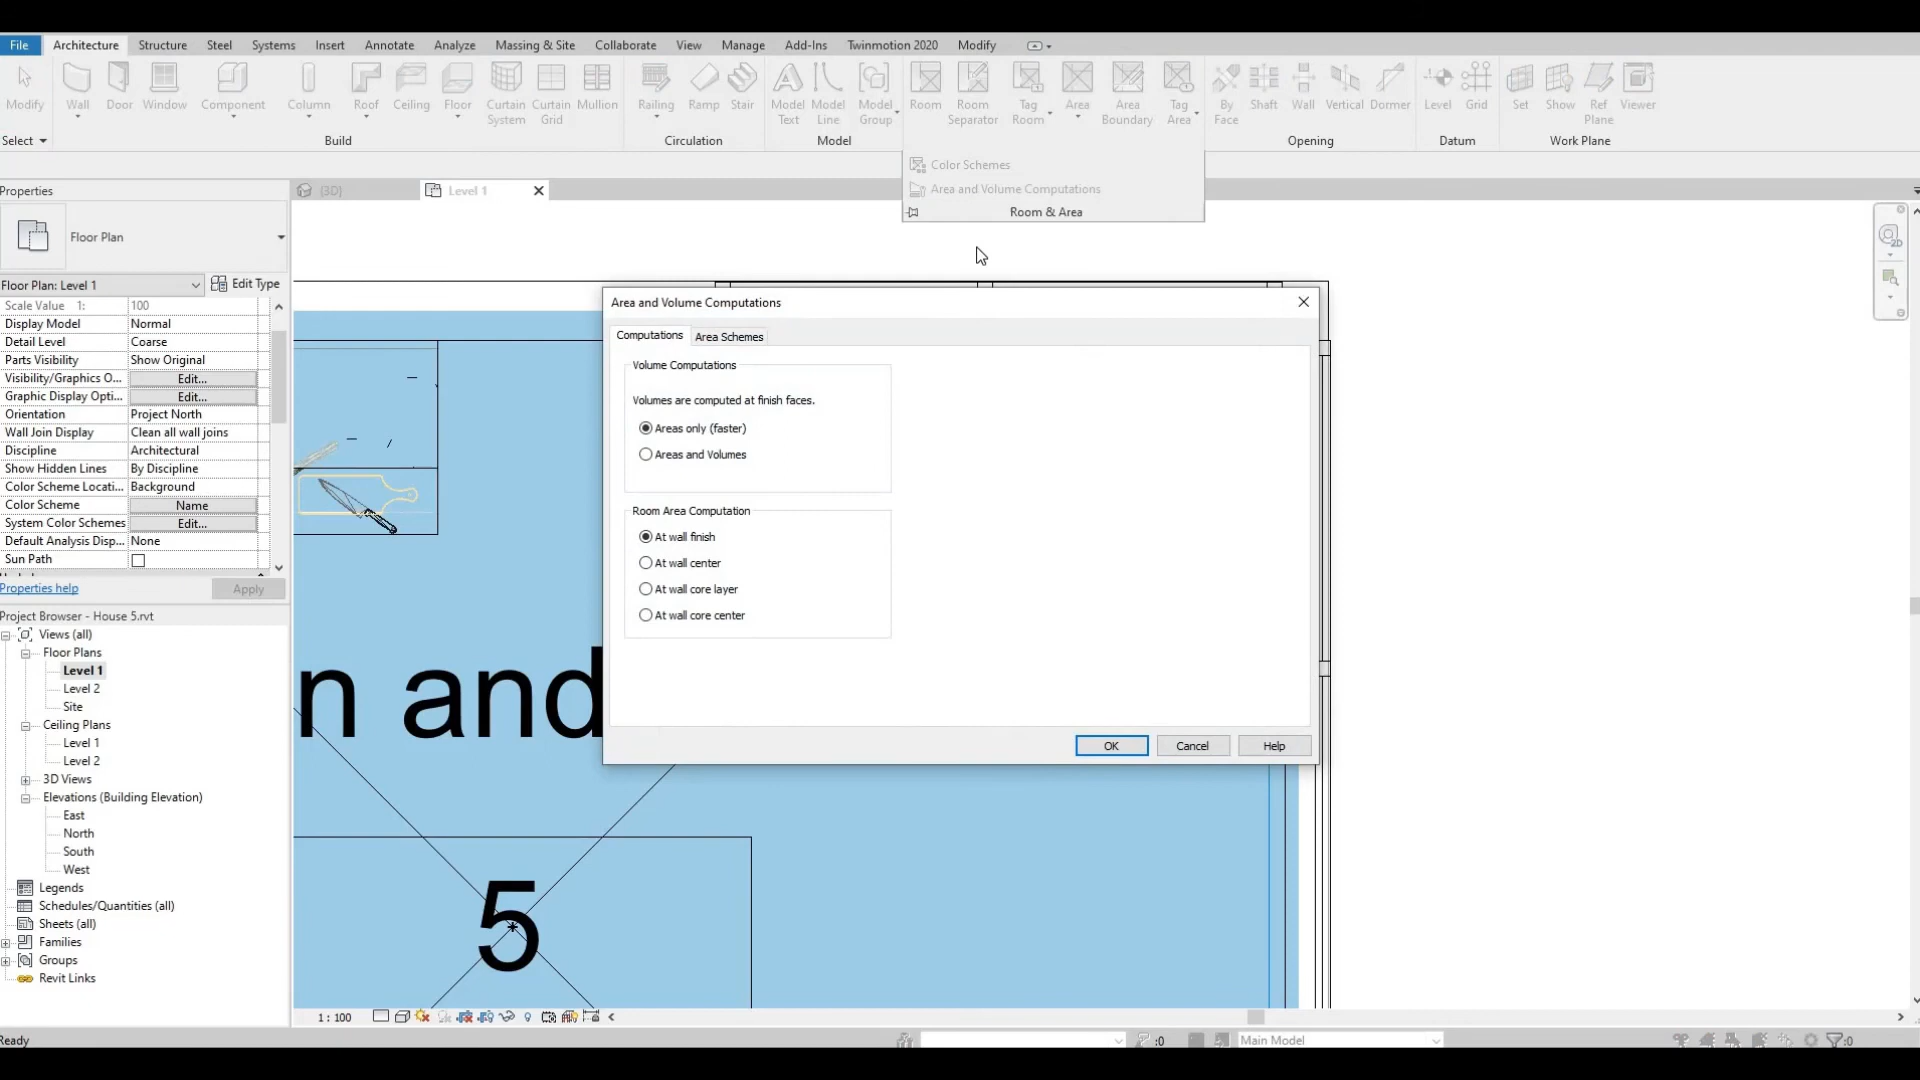 File Architecture Structure Steel Systems Insert Annotate Analyze Massing & Site Collaborate View Manage Add-Ins Twinmotion 2020 Modify
Modify Wall Door Window Component Column Roof Ceiling Floor Curtain System Curtain Grid Mullion Railing Ramp Stair Model Text Model Line Model Group Room Room Separator Tag Room Area Area Boundary Tag Area By Face Shaft Wall Vertical Dormer Level Grid Set Show Ref Plane Viewer
Select Build Circulation Model Opening Datum Work Plane
Color Schemes
Area and Volume Computations
Room & Area
Properties
{3D}
Level 1
Floor Plan
Floor Plan: Level 1 Edit Type
Scale Value 1: 100
Display Model Normal
Detail Level Coarse
Parts Visibility Show Original
Visibility/Graphics O... Edit...
Graphic Display Opti... Edit...
Orientation Project North
Wall Join Display Clean all wall joins
Discipline Architectural
Show Hidden Lines By Discipline
Color Scheme Locati... Background
Color Scheme Name
System Color Schemes Edit...
Default Analysis Disp... None
Sun Path
Properties help Apply
Project Browser - House 5.rvt
Views (all)
Floor Plans
Level 1
Level 2
Site
Ceiling Plans
Level 1
Level 2
3D Views
Elevations (Building Elevation)
East
North
South
West
Legends
Schedules/Quantities (all)
Sheets (all)
Families
Groups
Revit Links
Area and Volume Computations
Computations Area Schemes
Volume Computations
Volumes are computed at finish faces.
Areas only (faster)
Areas and Volumes
Room Area Computation
At wall finish
At wall center
At wall core layer
At wall core center
OK Cancel Help
n and
5
2D
1 : 100
Ready
:0
Main Model
:0